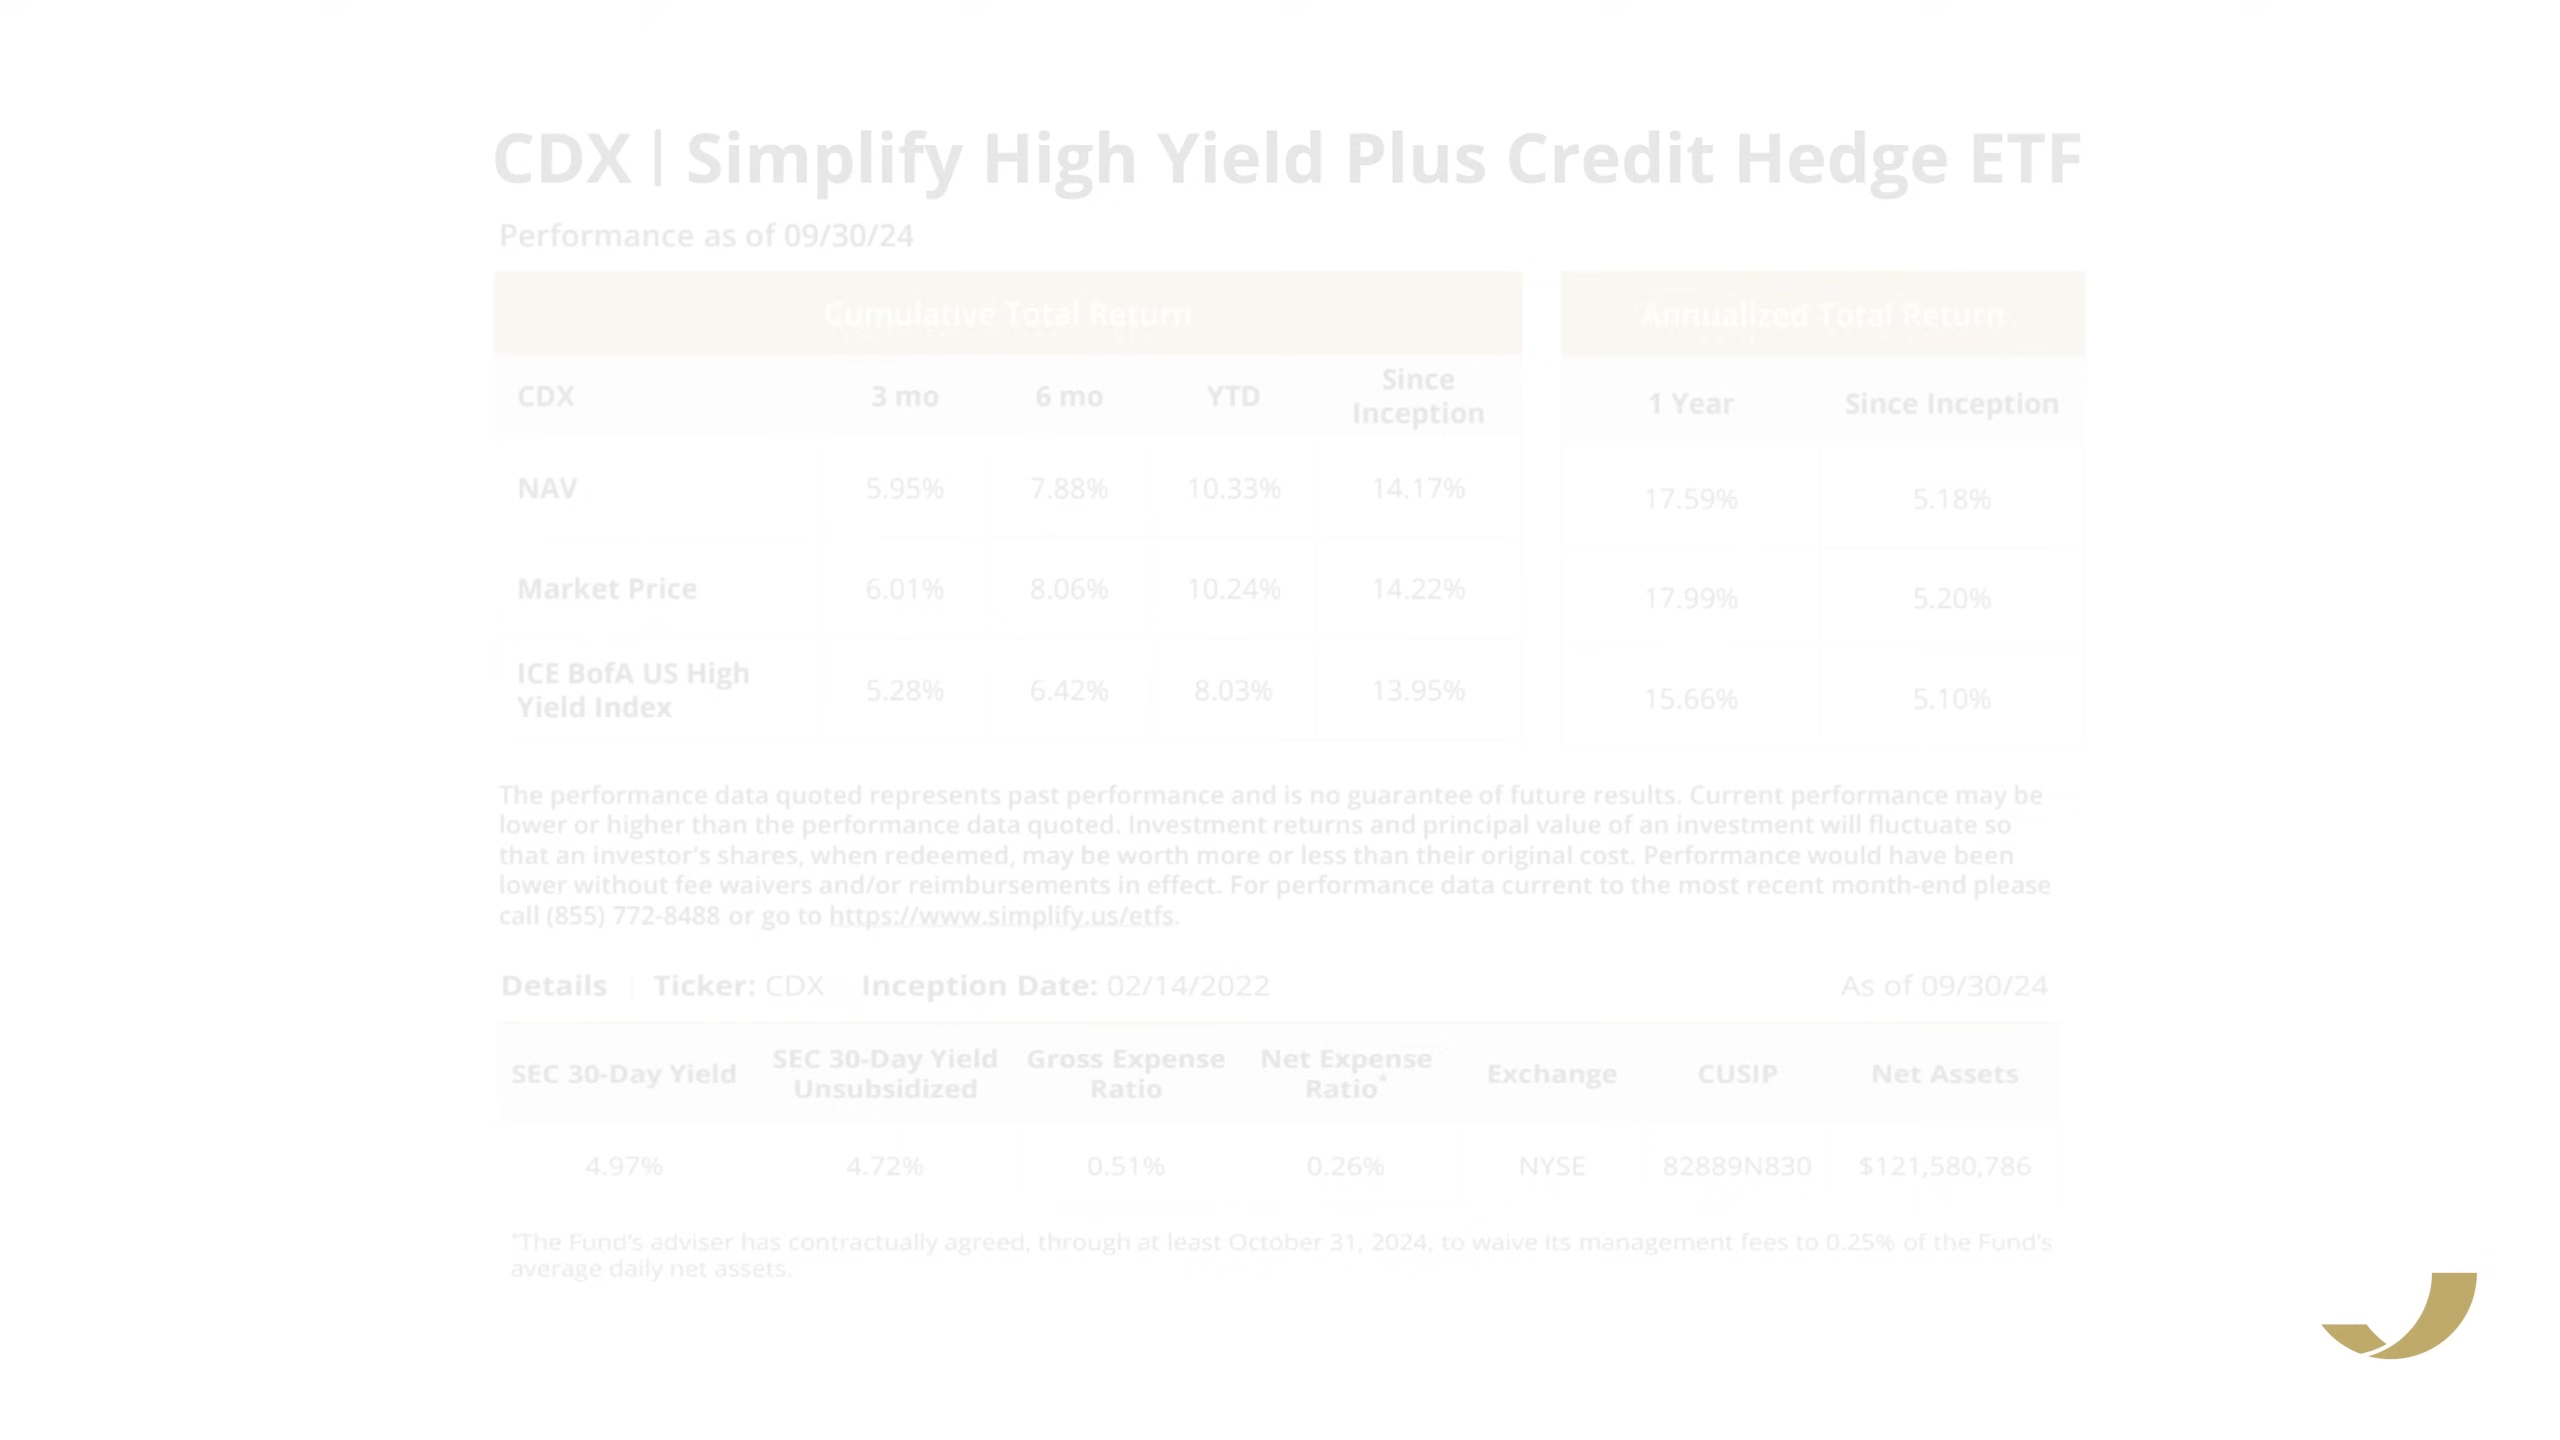 CDX | Simplify High Yield Plus Credit Hedge ETF
Performance as of 09/30/24
Cumulative Total Return
CDX 3 mo 6 mo YTD Since Inception
NAV 5.95% 7.88% 10.33% 14.17%
Market Price 6.01% 8.06% 10.24% 14.22%
ICE BofA US High Yield Index 5.28% 6.42% 8.03% 13.95%
Annualized Total Return
1 Year Since Inception
17.59% 5.18%
17.99% 5.20%
15.66% 5.10%
The performance data quoted represents past performance and is no guarantee of future results. Current performance may be
lower or higher than the performance data quoted. Investment returns and principal value of an investment will fluctuate so
that an investor's shares, when redeemed, may be worth more or less than their original cost. Performance would have been
lower without fee waivers and/or reimbursements in effect. For performance data current to the most recent month-end please
call (855) 772-8488 or go to https://www.simplify.us/etfs.
Details | Ticker: CDX | Inception Date: 02/14/2022 As of 09/30/24
SEC 30-Day Yield SEC 30-Day Yield Unsubsidized Gross Expense Ratio Net Expense Ratio* Exchange CUSIP Net Assets
4.97% 4.72% 0.51% 0.26% NYSE 82889N830 $121,580,786
*The Fund's adviser has contractually agreed, through at least October 31, 2024, to waive its management fees to 0.25% of the Fund's
average daily net assets.